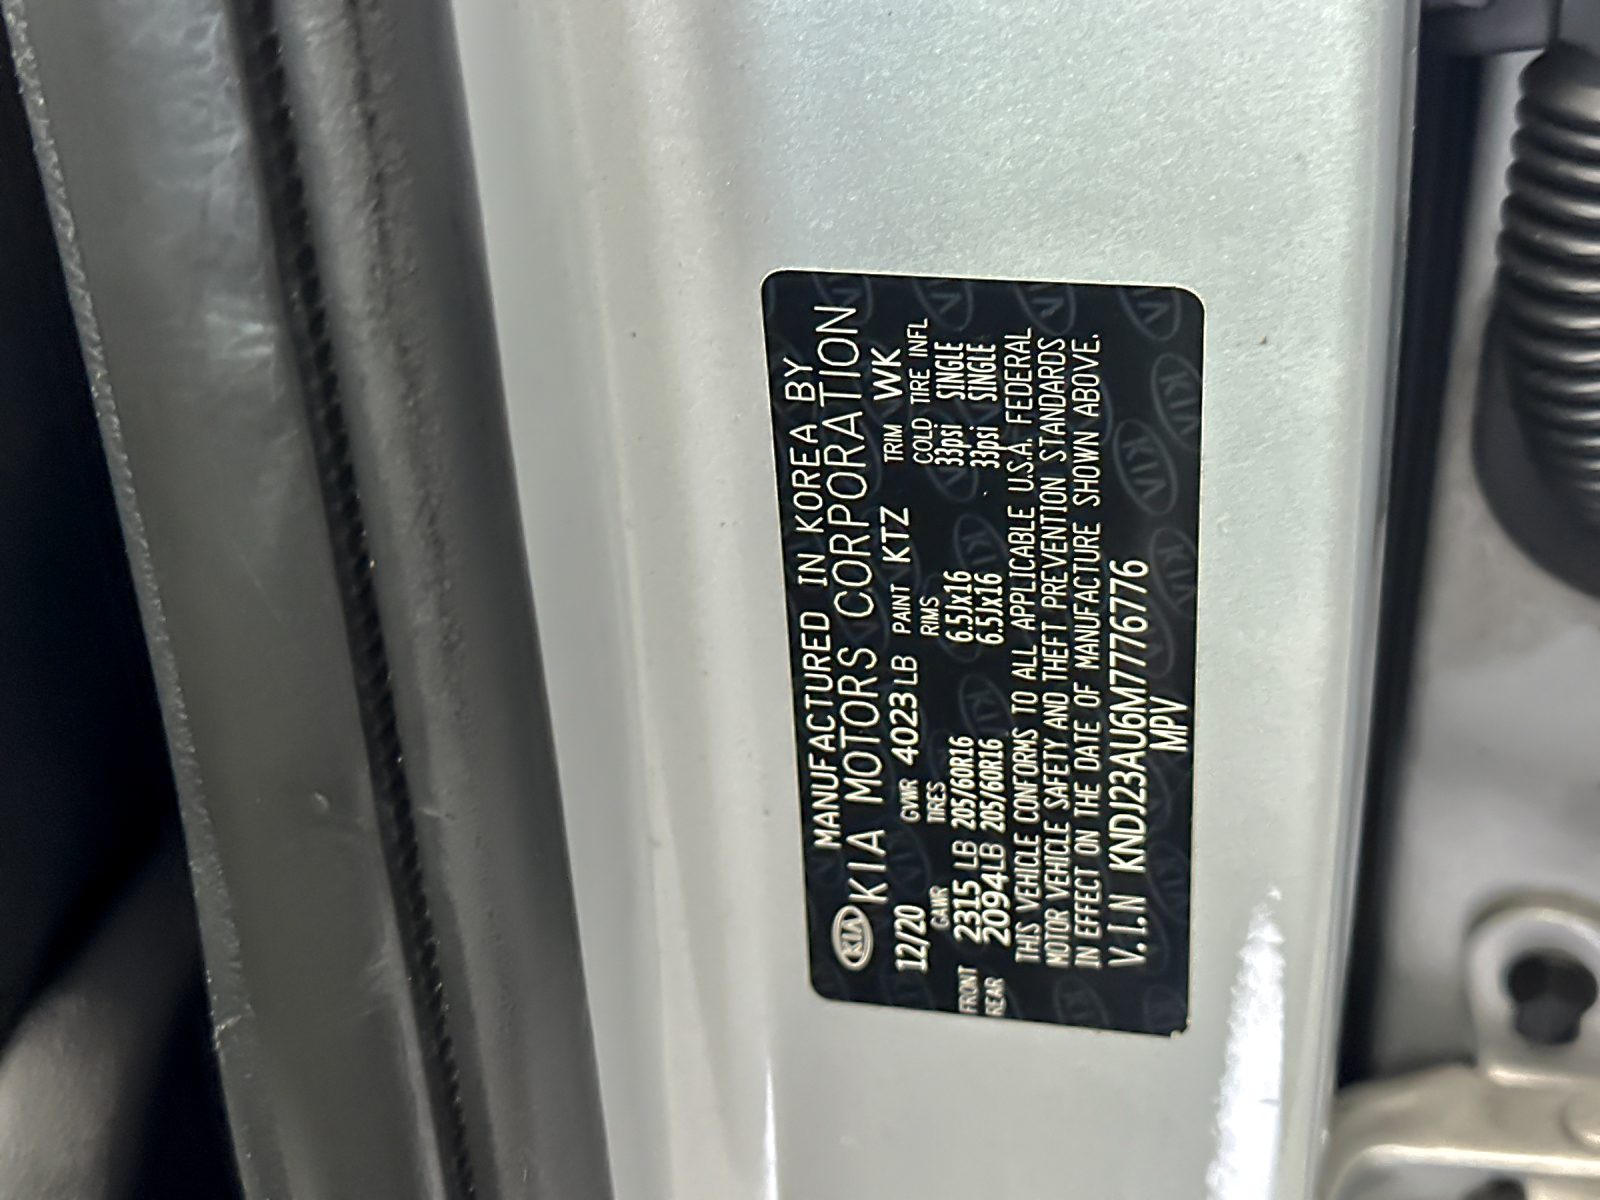 MANUFACTURED IN KOREA BY
KIA KIA MOTORS CORPORATION
12/20 GVWR 4023LB PAINT KTZ TRIM WK
GAWR TIRES RIMS COLD TIRE INFL
FRONT 2315 LB 205/60R16 6.5Jx16 33psi SINGLE
REAR 2094LB 205/60R16 6.5Jx16 33psi SINGLE
THIS VEHICLE CONFORMS TO ALL APPLICABLE U.S.A. FEDERAL
MOTOR VEHICLE SAFETY AND THEFT PREVENTION STANDARDS
IN EFFECT ON THE DATE OF MANUFACTURE SHOWN ABOVE.
V.I.N KNDJ23AU6M7776776
MPV